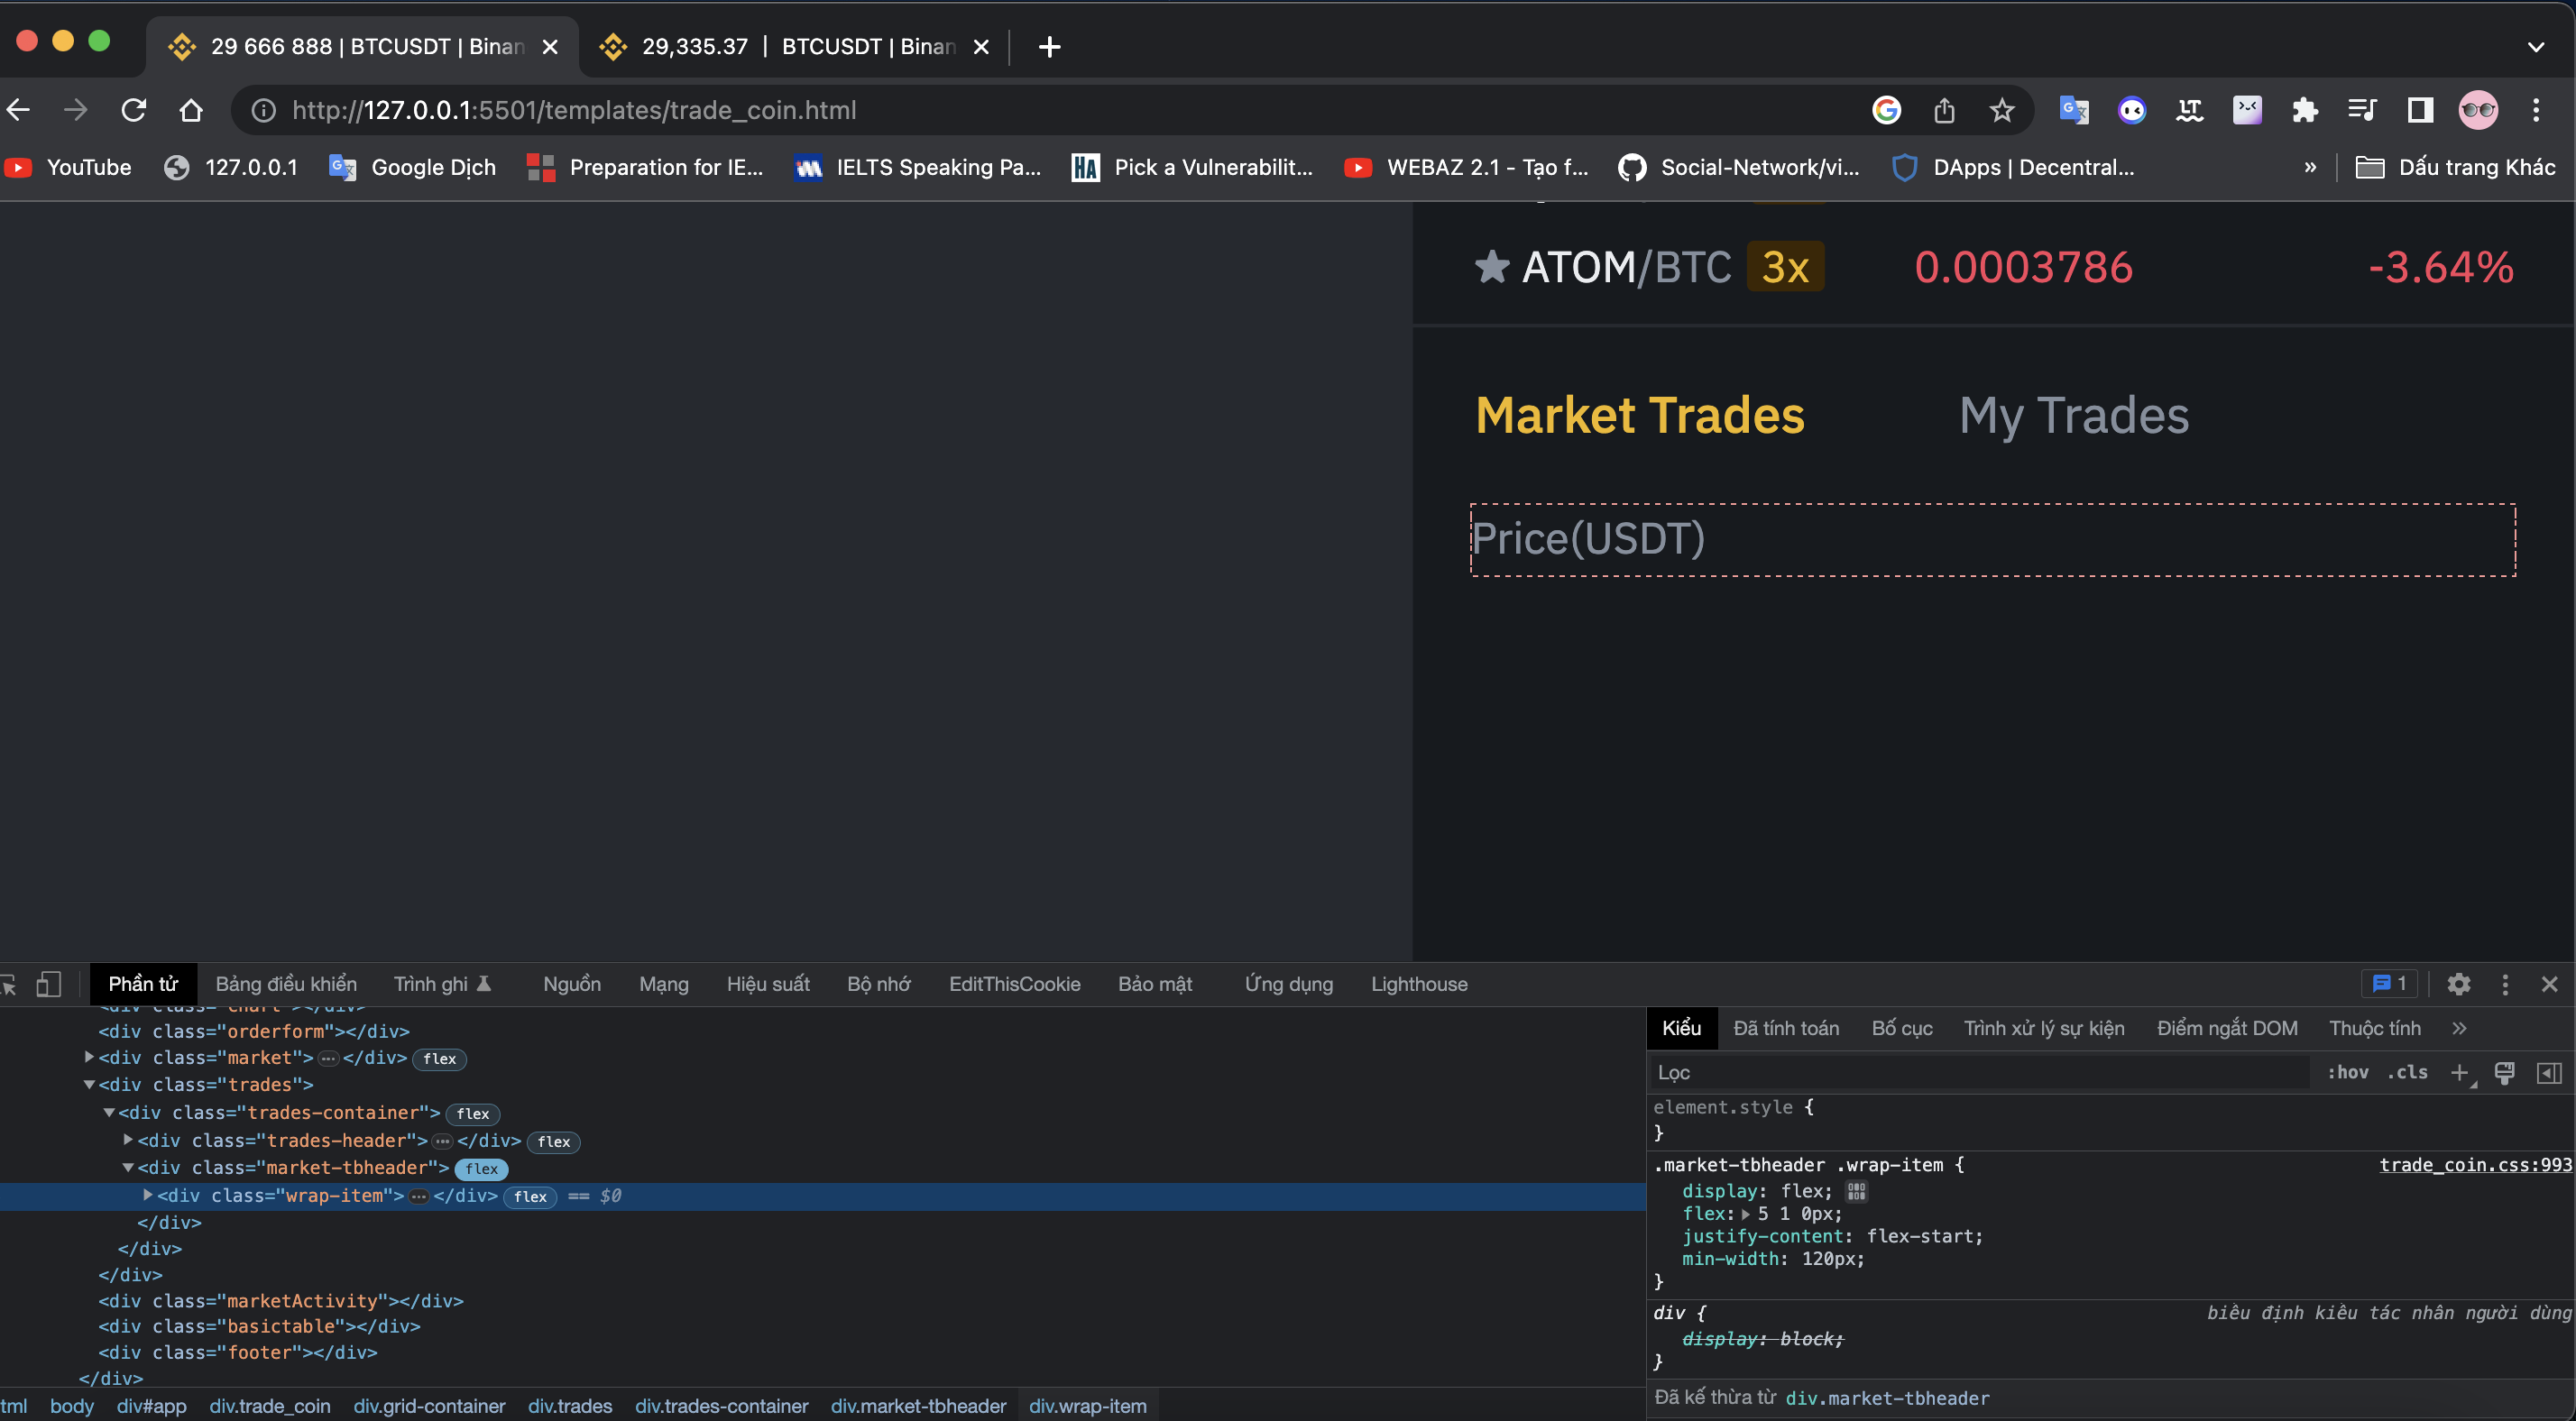 29 666 888 | BTCUSDT | Binan
29,335.37 | BTCUSDT | Binan
http://127.0.0.1:5501/templates/trade_coin.html
YouTube
127.0.0.1
Google Dịch
Preparation for IE...
IELTS Speaking Pa...
HA
Pick a Vulnerabilit...
WEBAZ 2.1 - Tạo f...
Social-Network/vi...
DApps | Decentral...
»
Dấu trang Khác
ATOM/BTC 3x 0.0003786 -3.64%
Market Trades My Trades
Price(USDT)
Phần tử Bảng điều khiển Trình ghi Nguồn Mạng Hiệu suất Bộ nhớ EditThisCookie Bảo mật Ứng dụng Lighthouse 1
<div class="chart"></div>
<div class="orderform"></div>
<div class="market">…</div> flex
<div class="trades">
<div class="trades-container"> flex
<div class="trades-header">…</div> flex
<div class="market-tbheader"> flex
<div class="wrap-item">…</div> flex == $0
</div>
</div>
</div>
<div class="marketActivity"></div>
<div class="basictable"></div>
<div class="footer"></div>
</div>
tml body div#app div.trade_coin div.grid-container div.trades div.trades-container div.market-tbheader div.wrap-item
Kiểu Đã tính toán Bố cục Trình xử lý sự kiện Điểm ngắt DOM Thuộc tính »
Lọc :hov .cls +
element.style {
}
.market-tbheader .wrap-item { trade_coin.css:993
display: flex;
flex: 5 1 0px;
justify-content: flex-start;
min-width: 120px;
}
div { biểu định kiểu tác nhân người dùng
display: block;
}
Đã kế thừa từ div.market-tbheader